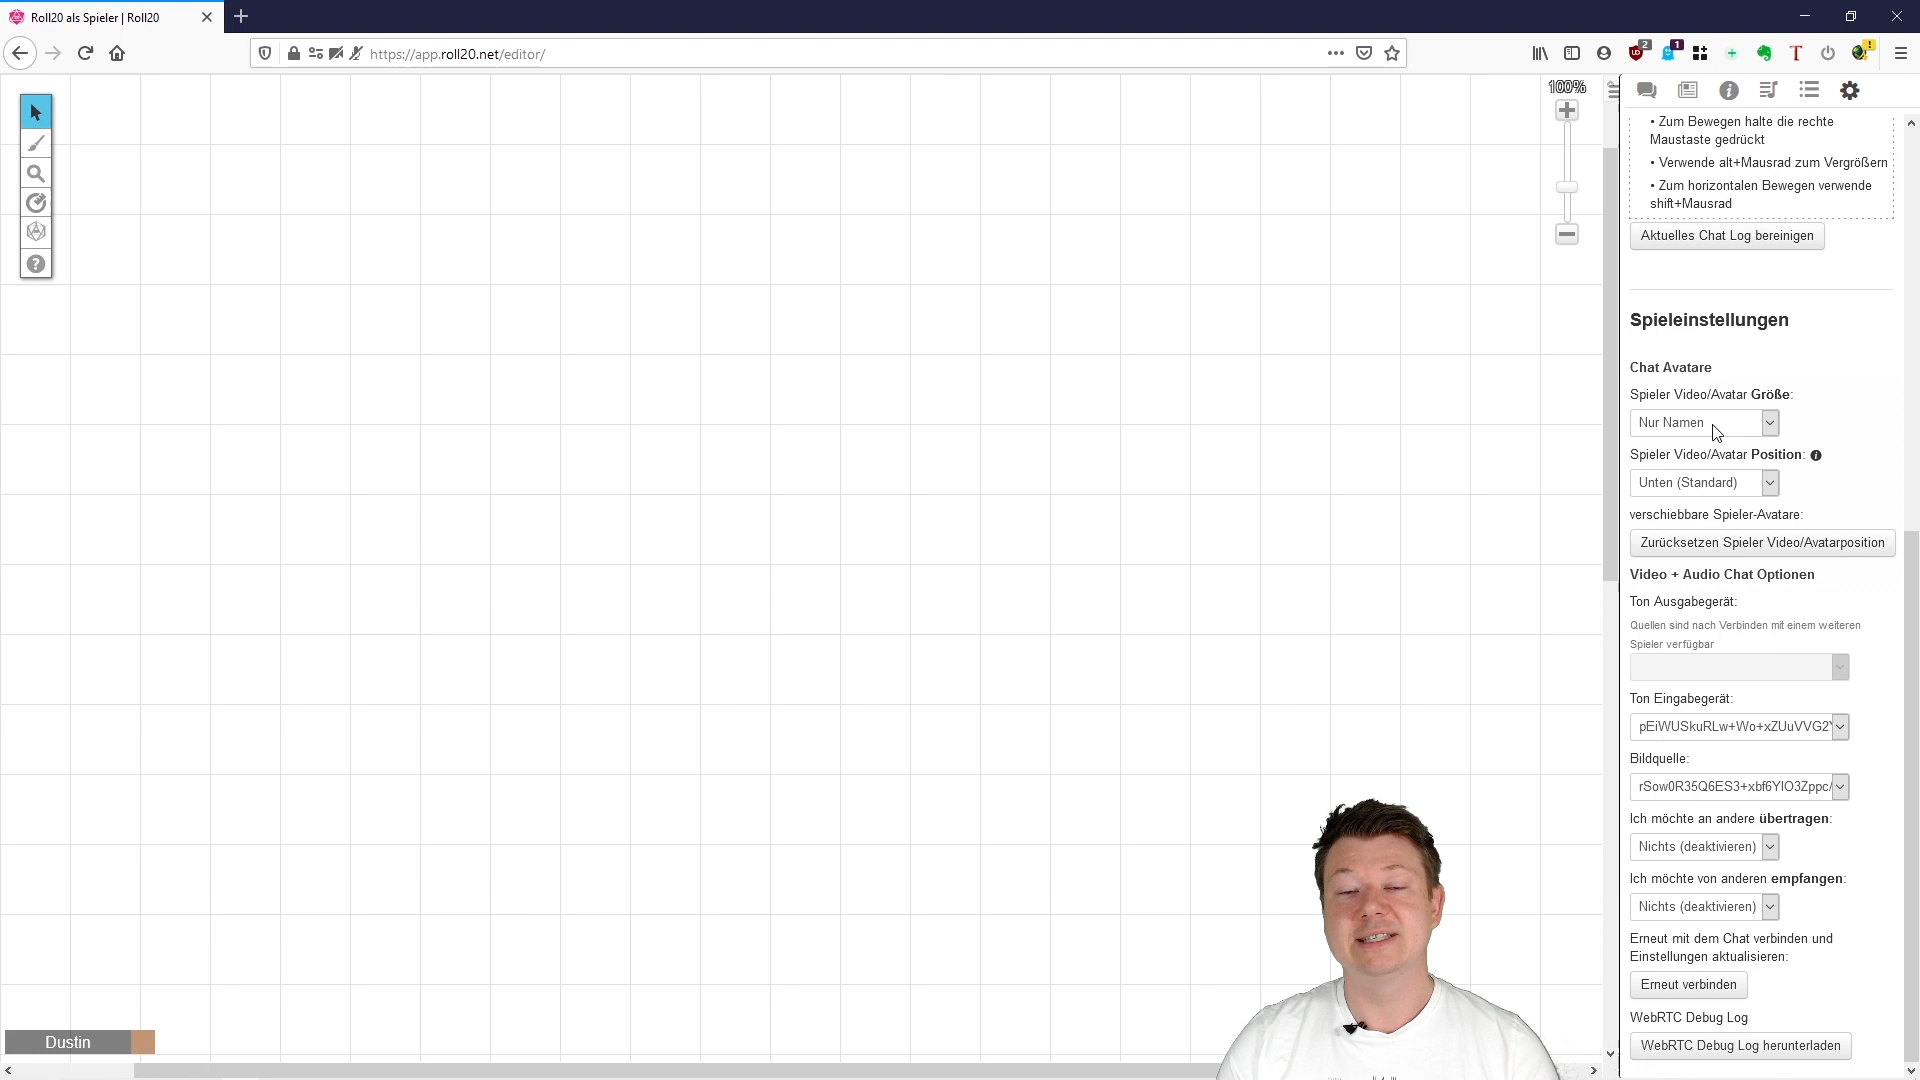 Roll20 als Spieler | Roll20
https://app.roll20.net/editor/
2
1
!
100%
• Zum Bewegen halte die rechte
Maustaste gedrückt
• Verwende alt+Mausrad zum Vergrößern
• Zum horizontalen Bewegen verwende
shift+Mausrad
Aktuelles Chat Log bereinigen
Spieleinstellungen
Chat Avatare
Spieler Video/Avatar Größe:
Nur Namen
Spieler Video/Avatar Position:
Unten (Standard)
verschiebbare Spieler-Avatare:
Zurücksetzen Spieler Video/Avatarposition
Video + Audio Chat Optionen
Ton Ausgabegerät:
Quellen sind nach Verbinden mit einem weiteren
Spieler verfügbar
Ton Eingabegerät:
pEiWUSkuRLw+Wo+xZUuVVG2
Bildquelle:
rSow0R35Q6ES3+xbf6YIO3Zppc/
Ich möchte an andere übertragen:
Nichts (deaktivieren)
Ich möchte von anderen empfangen:
Nichts (deaktivieren)
Erneut mit dem Chat verbinden und
Einstellungen aktualisieren:
Erneut verbinden
WebRTC Debug Log
WebRTC Debug Log herunterladen
Dustin